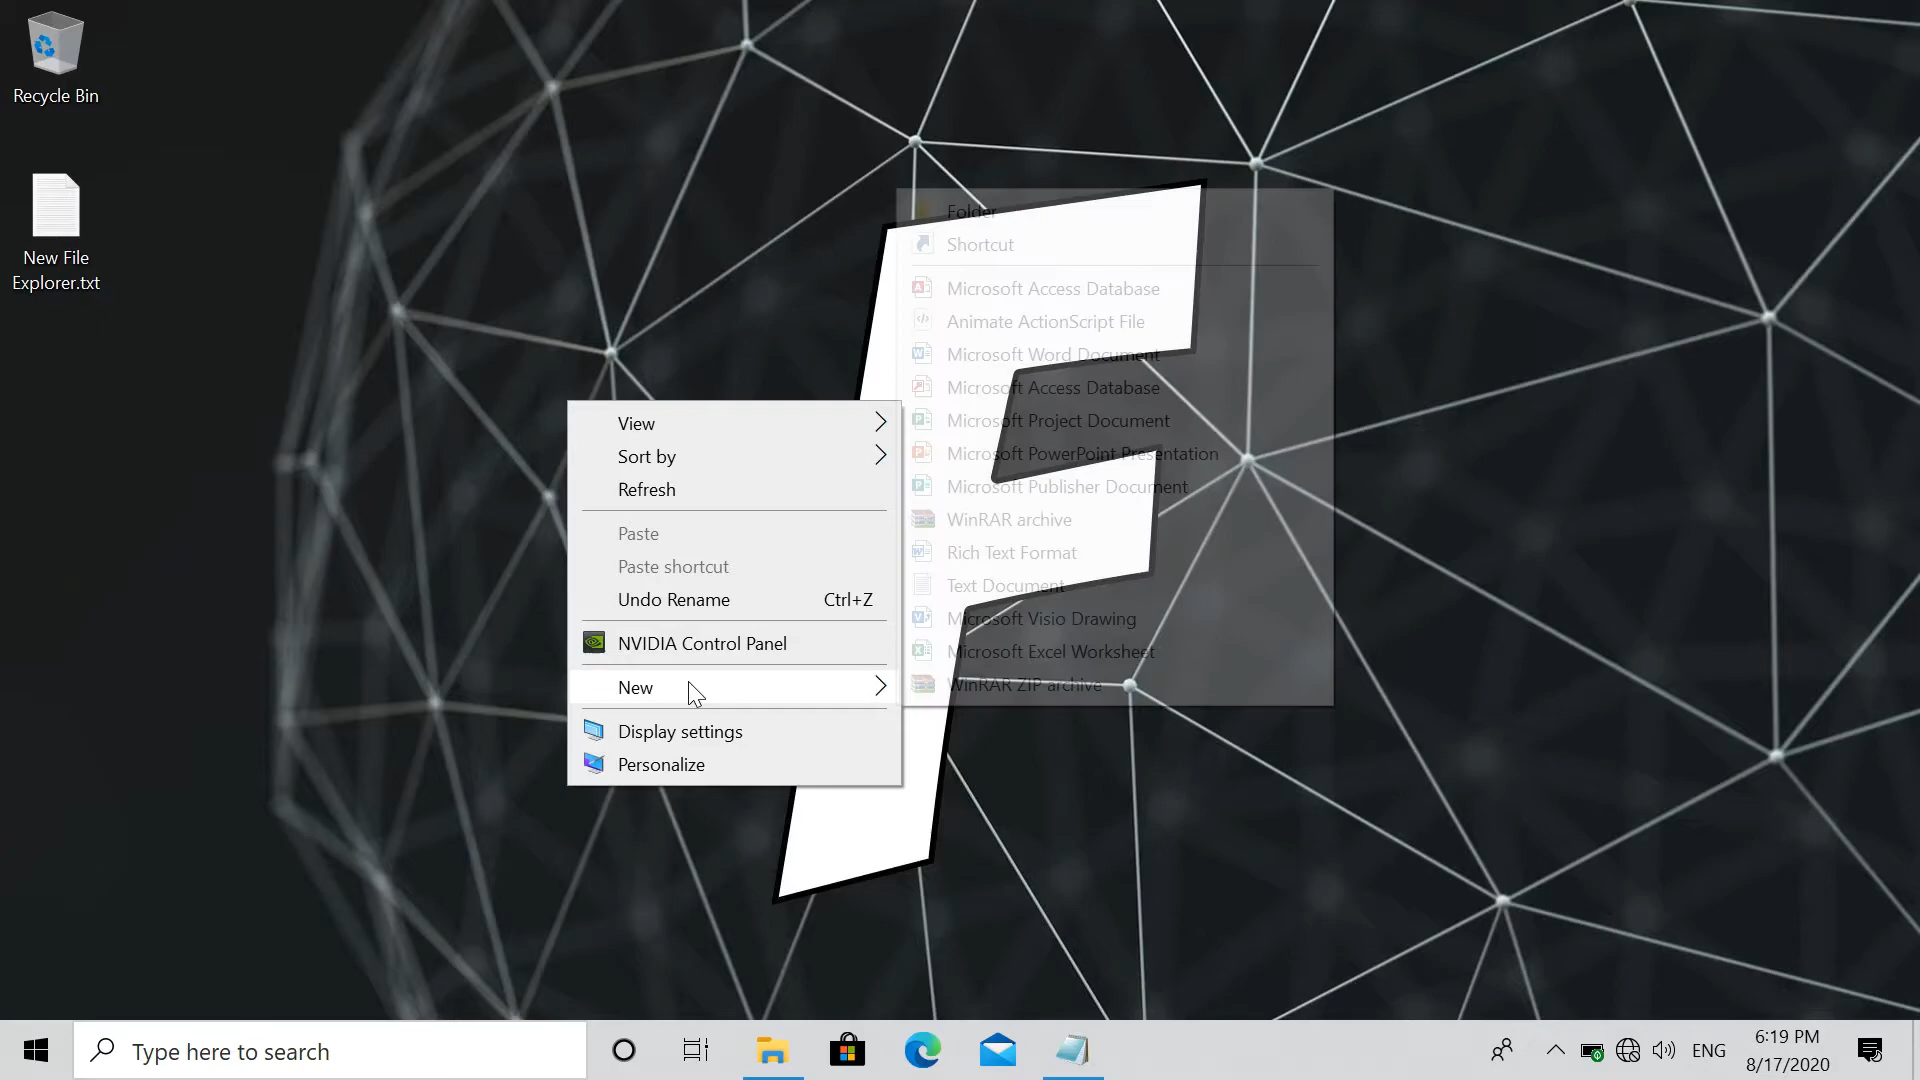 Recycle Bin
New File
Explorer.txt
View
Sort by
Refresh
Paste
Paste shortcut
Undo Rename Ctrl+Z
NVIDIA Control Panel
New
Display settings
Personalize
Folder
Shortcut
Microsoft Access Database
Animate ActionScript File
Microsoft Word Document
Microsoft Access Database
Microsoft Project Document
Microsoft PowerPoint Presentation
Microsoft Publisher Document
WinRAR archive
Rich Text Format
Text Document
Microsoft Visio Drawing
Microsoft Excel Worksheet
WinRAR ZIP archive
Type here to search
ENG
6:19 PM
8/17/2020